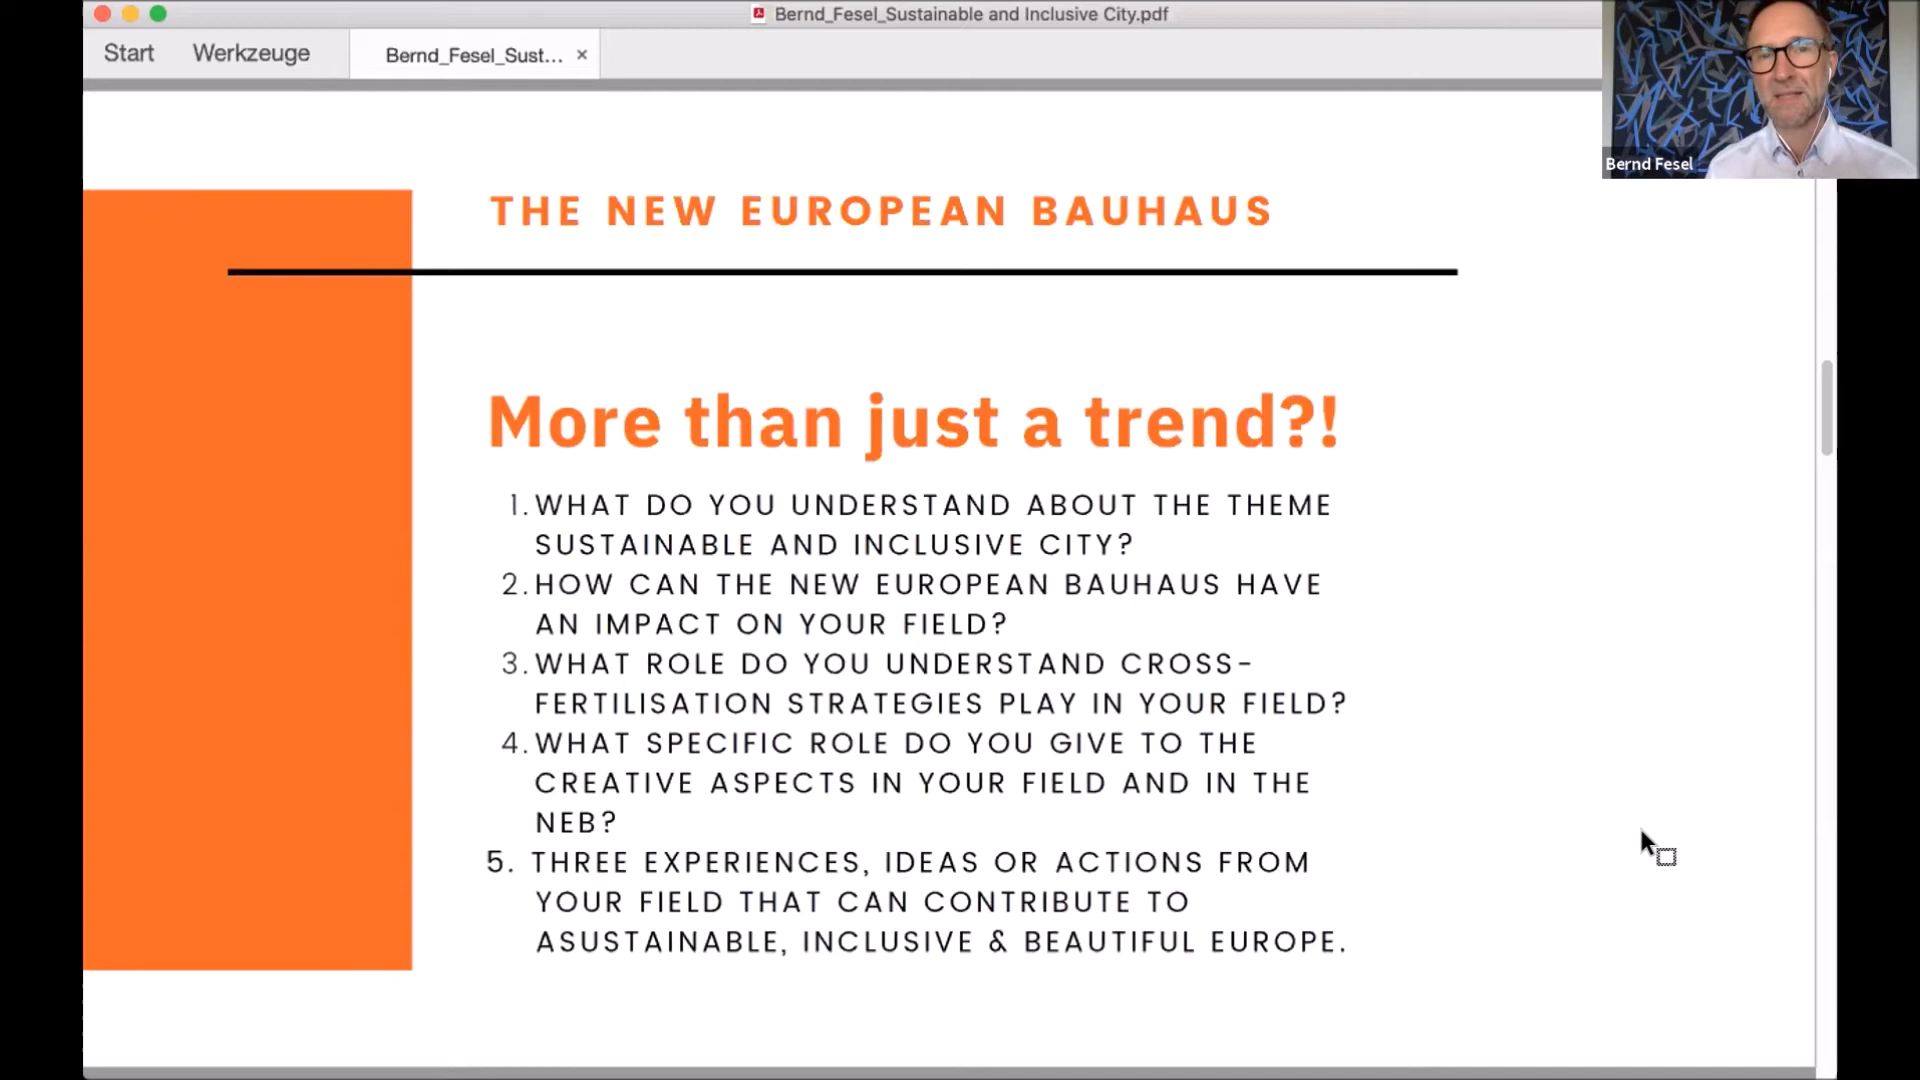 Bernd_Fesel_Sustainable and Inclusive City.pdf
Start Werkzeuge Bernd_Fesel_Sust... ×
Bernd Fesel
THE NEW EUROPEAN BAUHAUS
More than just a trend?!
1. WHAT DO YOU UNDERSTAND ABOUT THE THEME
SUSTAINABLE AND INCLUSIVE CITY?
2. HOW CAN THE NEW EUROPEAN BAUHAUS HAVE
AN IMPACT ON YOUR FIELD?
3. WHAT ROLE DO YOU UNDERSTAND CROSS-
FERTILISATION STRATEGIES PLAY IN YOUR FIELD?
4. WHAT SPECIFIC ROLE DO YOU GIVE TO THE
CREATIVE ASPECTS IN YOUR FIELD AND IN THE
NEB?
5. THREE EXPERIENCES, IDEAS OR ACTIONS FROM
YOUR FIELD THAT CAN CONTRIBUTE TO
ASUSTAINABLE, INCLUSIVE & BEAUTIFUL EUROPE.